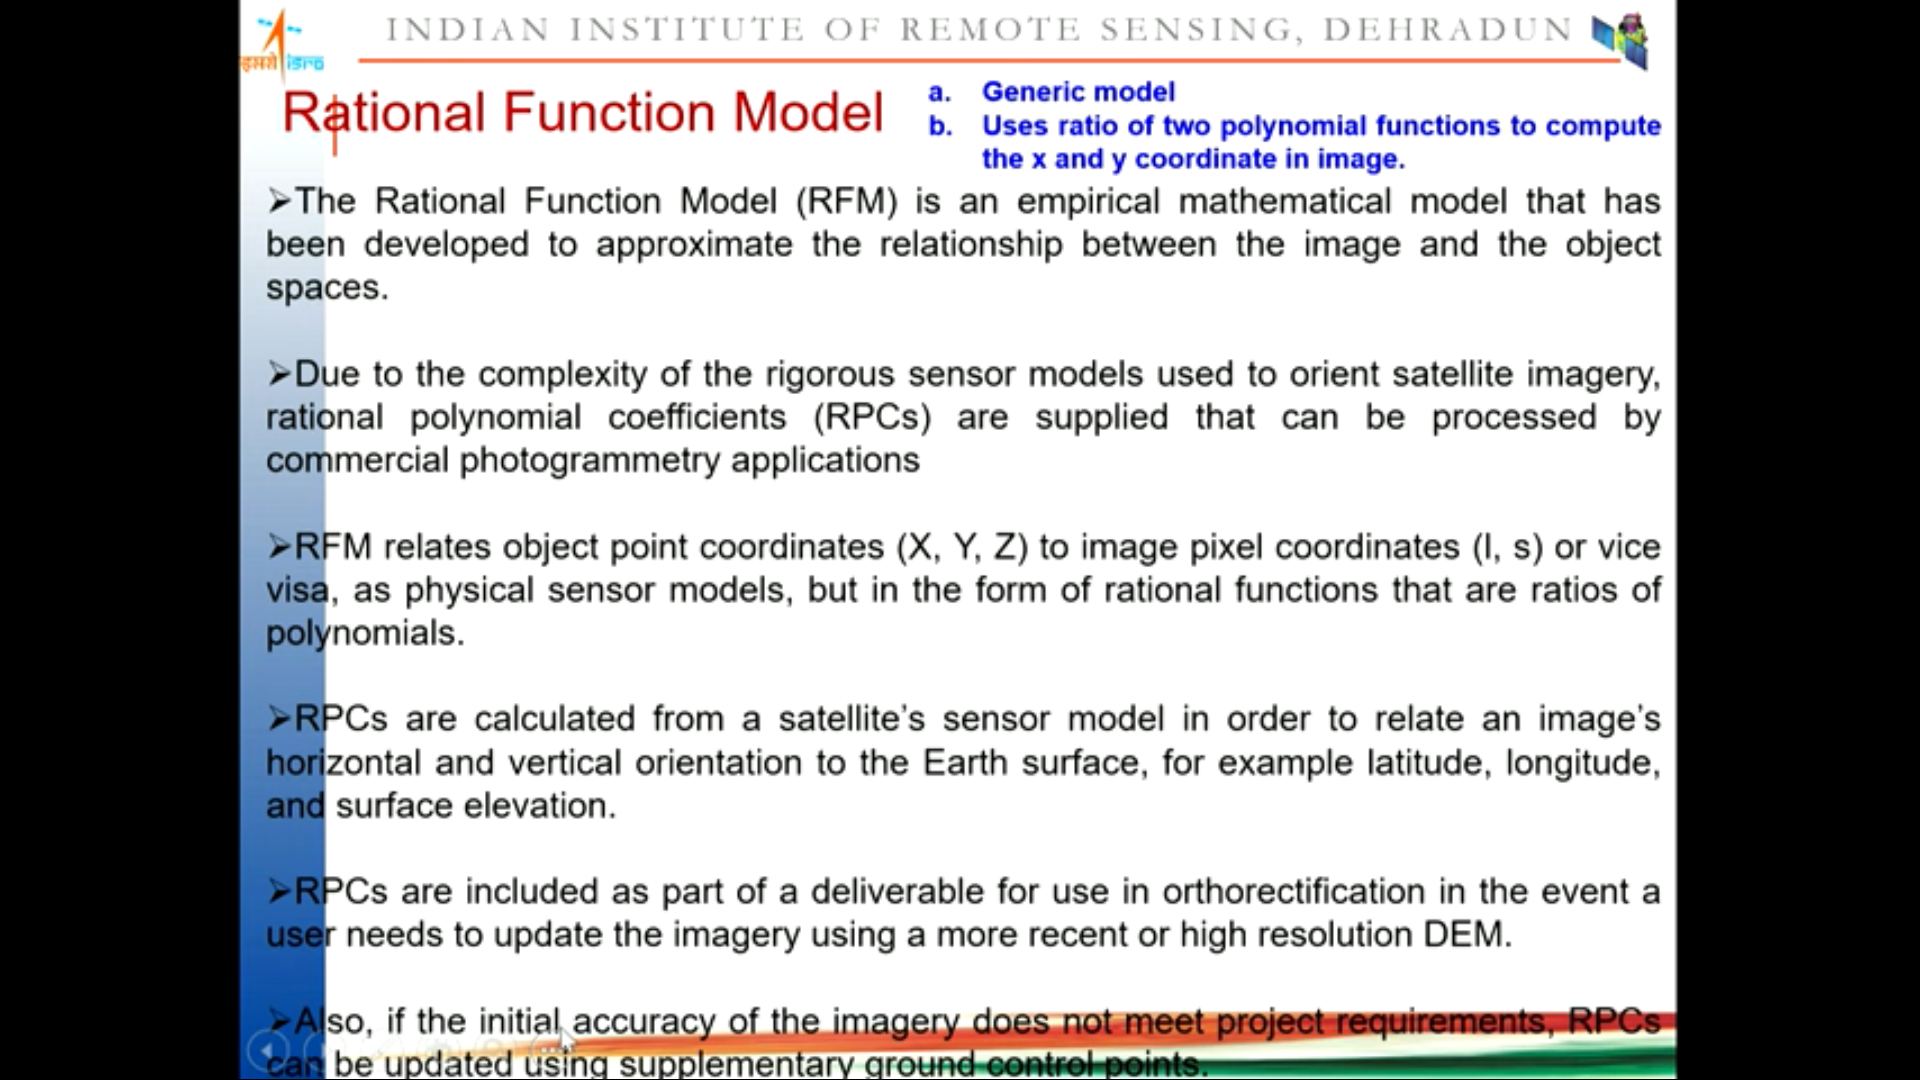 INDIAN INSTITUTE OF REMOTE SENSING, DEHRADUN
इसरो isro
Rational Function Model
a. Generic model
b. Uses ratio of two polynomial functions to compute
the x and y coordinate in image.
➢The Rational Function Model (RFM) is an empirical mathematical model that has
been developed to approximate the relationship between the image and the object
spaces.
➢Due to the complexity of the rigorous sensor models used to orient satellite imagery,
rational polynomial coefficients (RPCs) are supplied that can be processed by
commercial photogrammetry applications
➢RFM relates object point coordinates (X, Y, Z) to image pixel coordinates (l, s) or vice
visa, as physical sensor models, but in the form of rational functions that are ratios of
polynomials.
➢RPCs are calculated from a satellite’s sensor model in order to relate an image’s
horizontal and vertical orientation to the Earth surface, for example latitude, longitude,
and surface elevation.
➢RPCs are included as part of a deliverable for use in orthorectification in the event a
user needs to update the imagery using a more recent or high resolution DEM.
➢Also, if the initial accuracy of the imagery does not meet project requirements, RPCs
can be updated using supplementary ground control points.